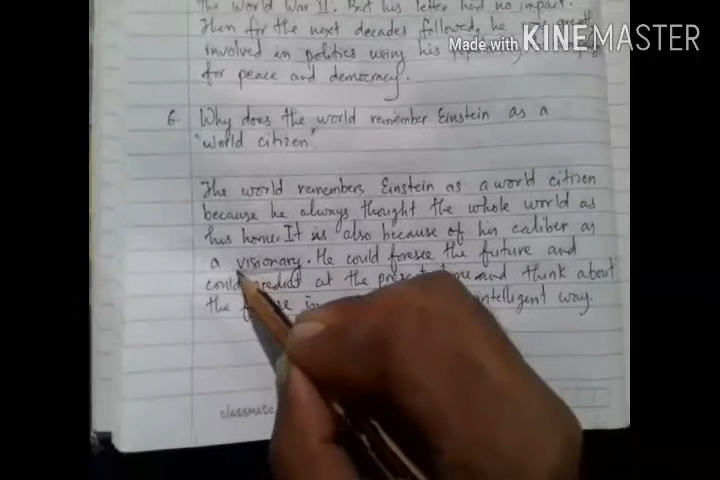 The World War II. But his letter had no impact.
Then for the next decades followed, he great
involved in politics using his
for peace and democracy.
Made with KINEMASTER
6. Why does the world remember Einstein as a
"world citizen"
The world remembers Einstein as a world citizen
because he always thought the whole world as
his home. It is also because of his caliber as
a visionary. He could foresee the future and
could predict at the present and think about
the intelligent way.
classmate